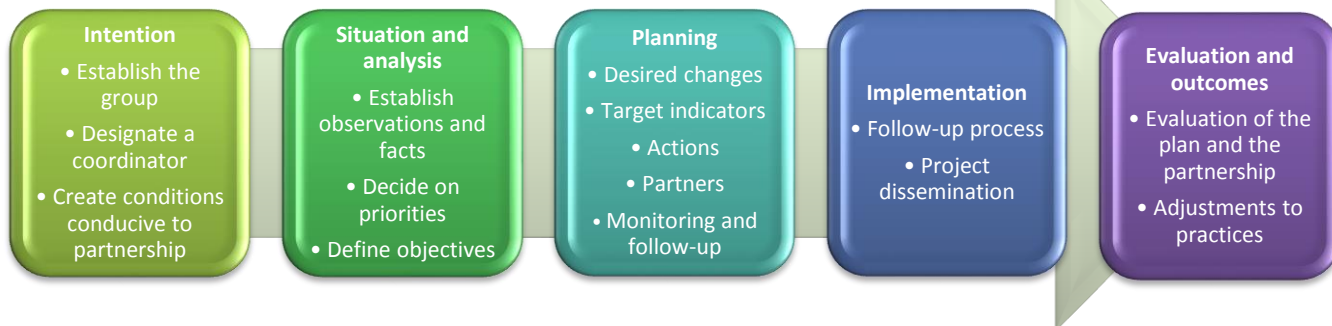 Intention
• Establish the
group
• Designate a
coordinator
• Create conditions
conducive to
partnership
Situation and
analysis
• Establish
observations and
facts
• Decide on
priorities
• Define objectives
Planning
• Desired changes
• Target indicators
• Actions
• Partners
• Monitoring and
follow-up
Implementation
• Follow-up process
• Project
dissemination
Evaluation and
outcomes
• Evaluation of the
plan and the
partnership
• Adjustments to
practices